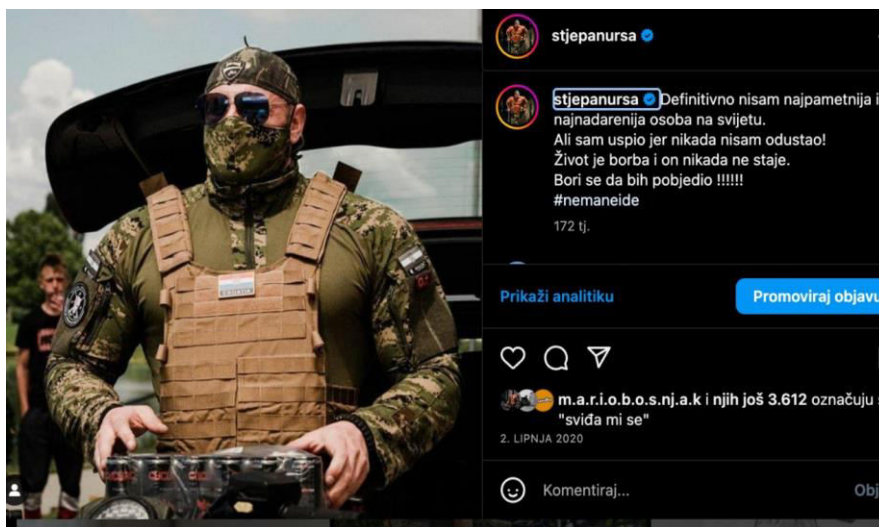 stjepanursa
stjepanursa Definitivno nisam najpametnija i
najnadarenija osoba na svijetu.
Ali sam uspio jer nikada nisam odustao!
Život je borba i on nikada ne staje.
Bori se da bih pobjedio !!!!!!
#nemaneide
172 tj.
Prikaži analitiku
Promoviraj objavu
m.a.r.i.o.b.o.s.nj.a.k i njih još 3.612 označuju s
"sviđa mi se"
2. LIPNJA 2020
Komentiraj...
Obj